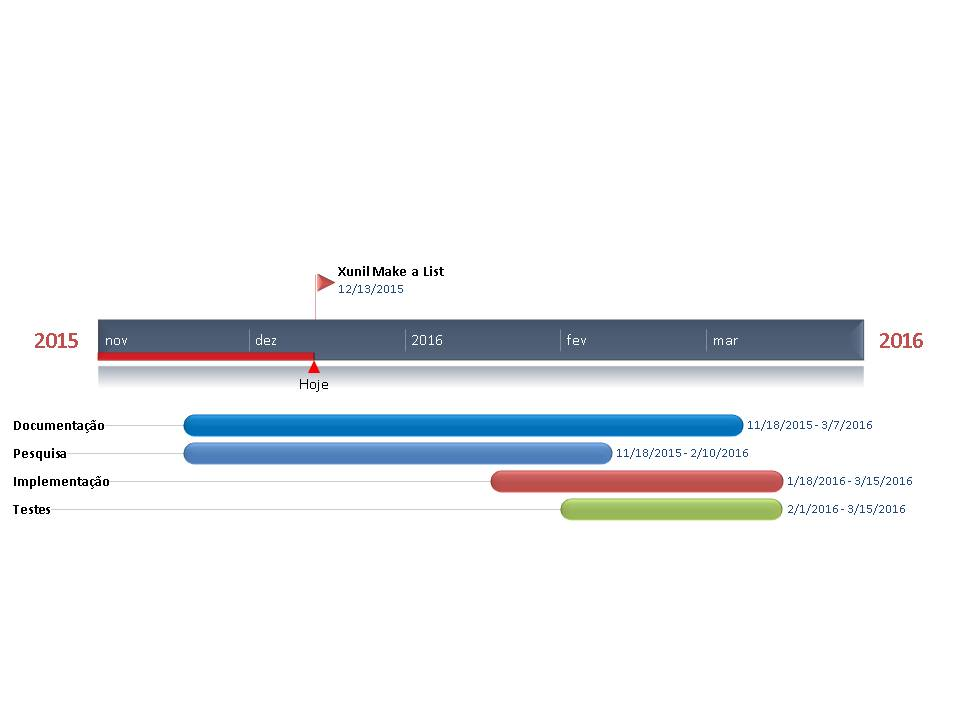 Xunil Make a List
12/13/2015
2015
nov
dez
2016
fev
mar
2016
Hoje
Documentação
11/18/2015 - 3/7/2016
Pesquisa
11/18/2015 - 2/10/2016
Implementação
1/18/2016 - 3/15/2016
Testes
2/1/2016 - 3/15/2016